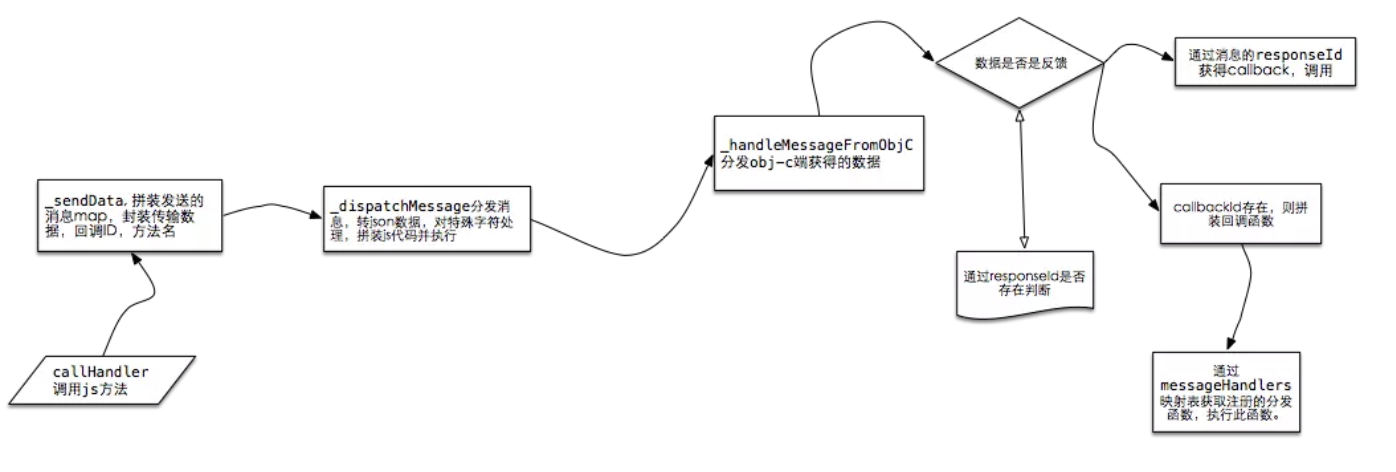 callHandler
调用js方法
_sendData, 拼装发送的
消息map，封装传输数
据，回调ID，方法名
_dispatchMessage分发消
息，转json数据，对特殊字符处
理，拼装js代码并执行
_handleMessageFromObjC
分发obj-c端获得的数据
数据是否是反馈
通过responseId是否
存在判断
通过消息的responseId
获得callback，调用
callbackId存在，则拼
装回调函数
通过
messageHandlers
映射表获取注册的分发
函数，执行此函数。